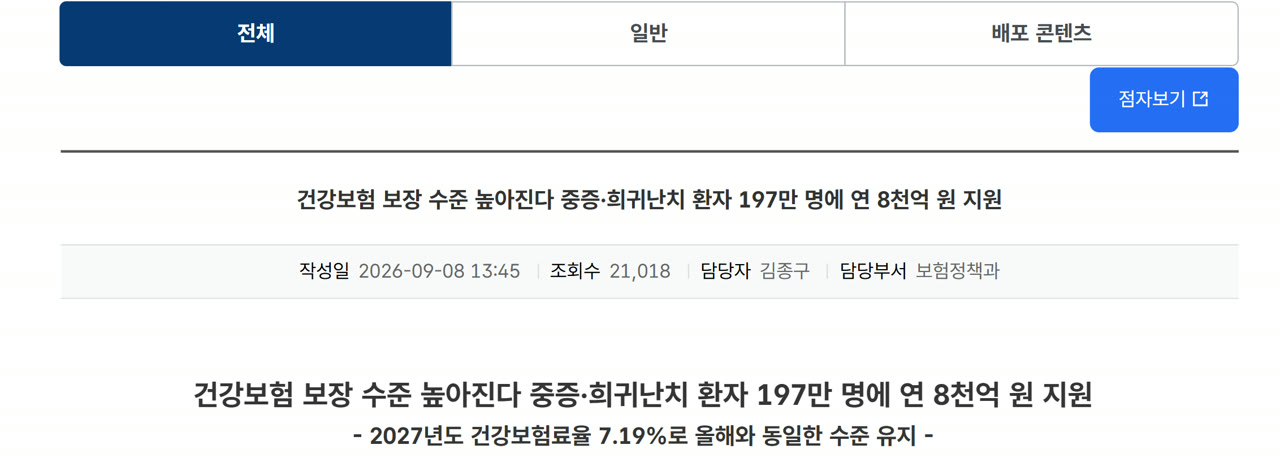 전체 일반 배포 콘텐츠
점자보기
건강보험 보장 수준 높아진다 중증·희귀난치 환자 197만 명에 연 8천억 원 지원
작성일 2026-09-08 13:45 조회수 21,018 담당자 김종구 담당부서 보험정책과
건강보험 보장 수준 높아진다 중증·희귀난치 환자 197만 명에 연 8천억 원 지원
- 2027년도 건강보험료율 7.19%로 올해와 동일한 수준 유지 -